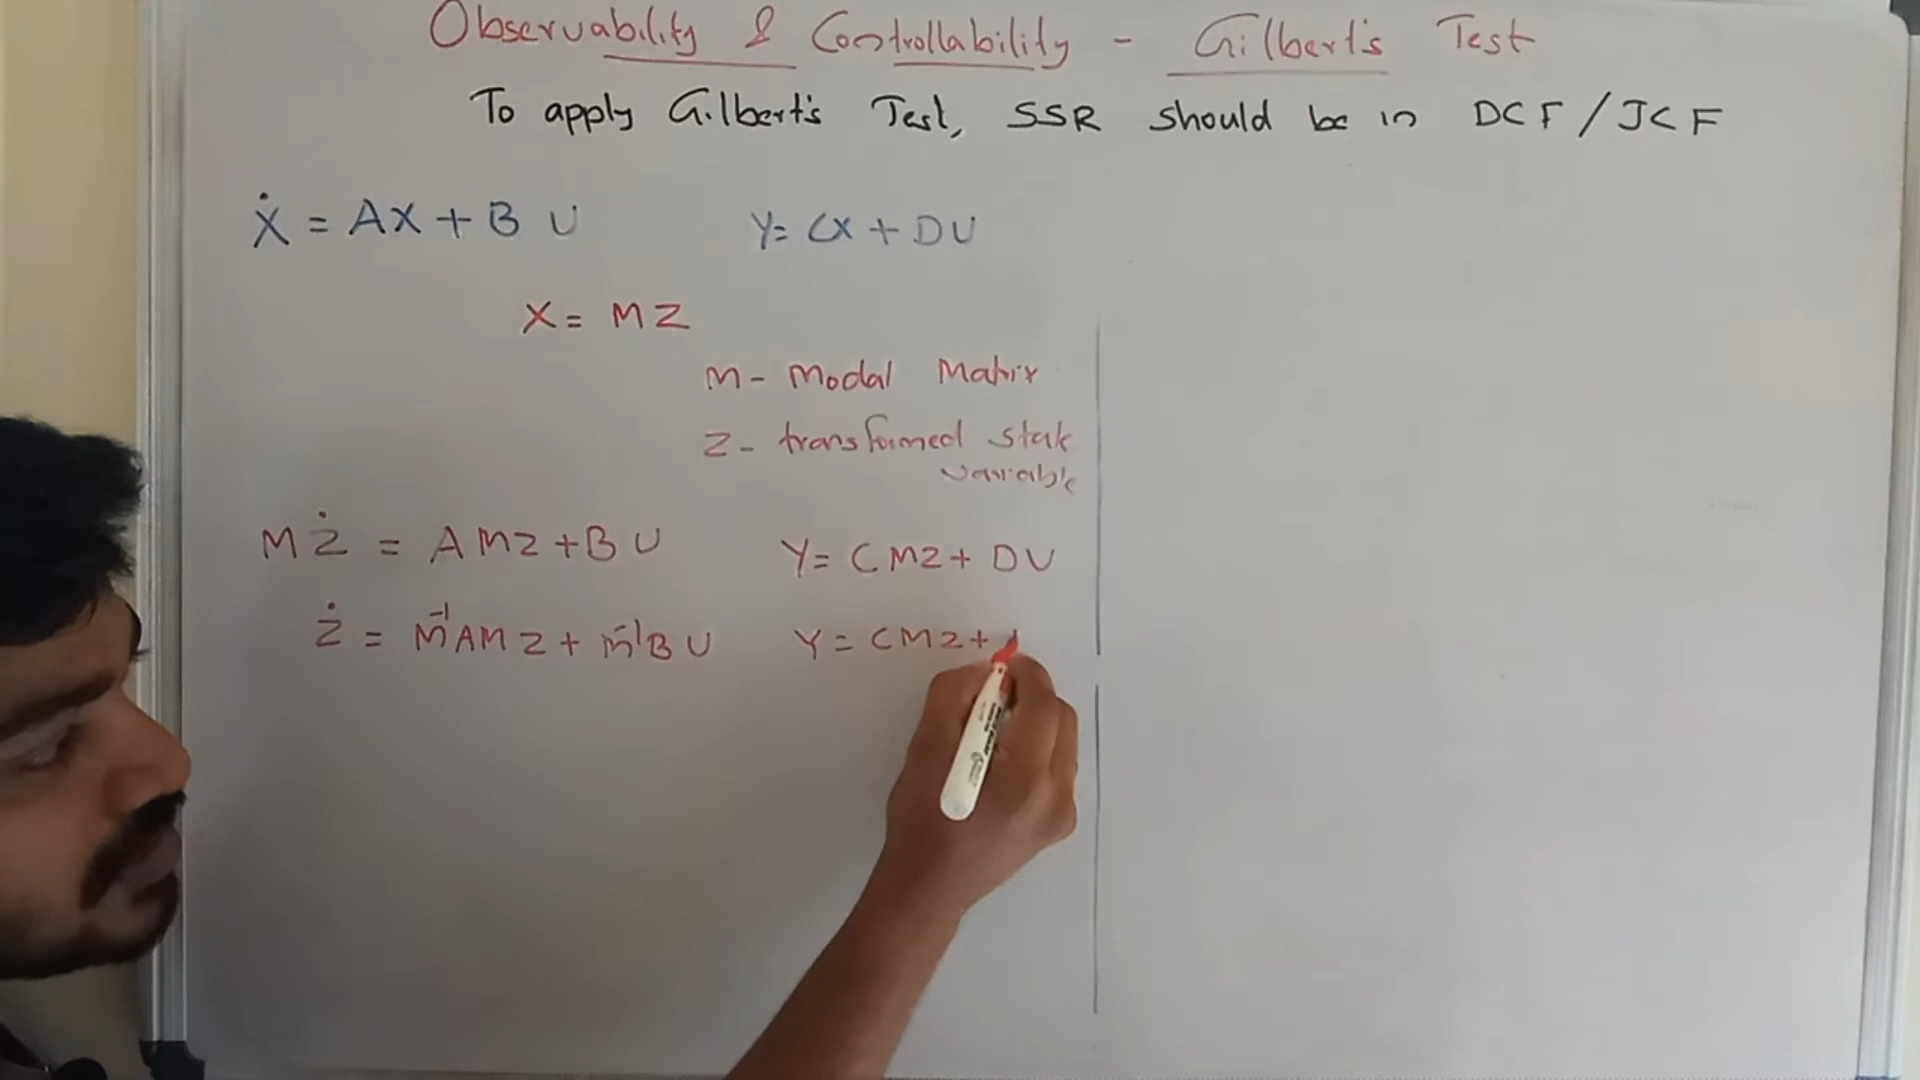 Observability & Controllability - Gilbert's Test
To apply Gilbert's Test, SSR should be in DCF / JCF
Ẋ = AX + B U Y= CX + DU
X = MZ
M - Modal Matrix
Z - transformed state
variable
MŻ = AMZ + BU Y= CMZ + DU
Ż = M⁻¹AMZ + M⁻¹BU Y = CMZ +